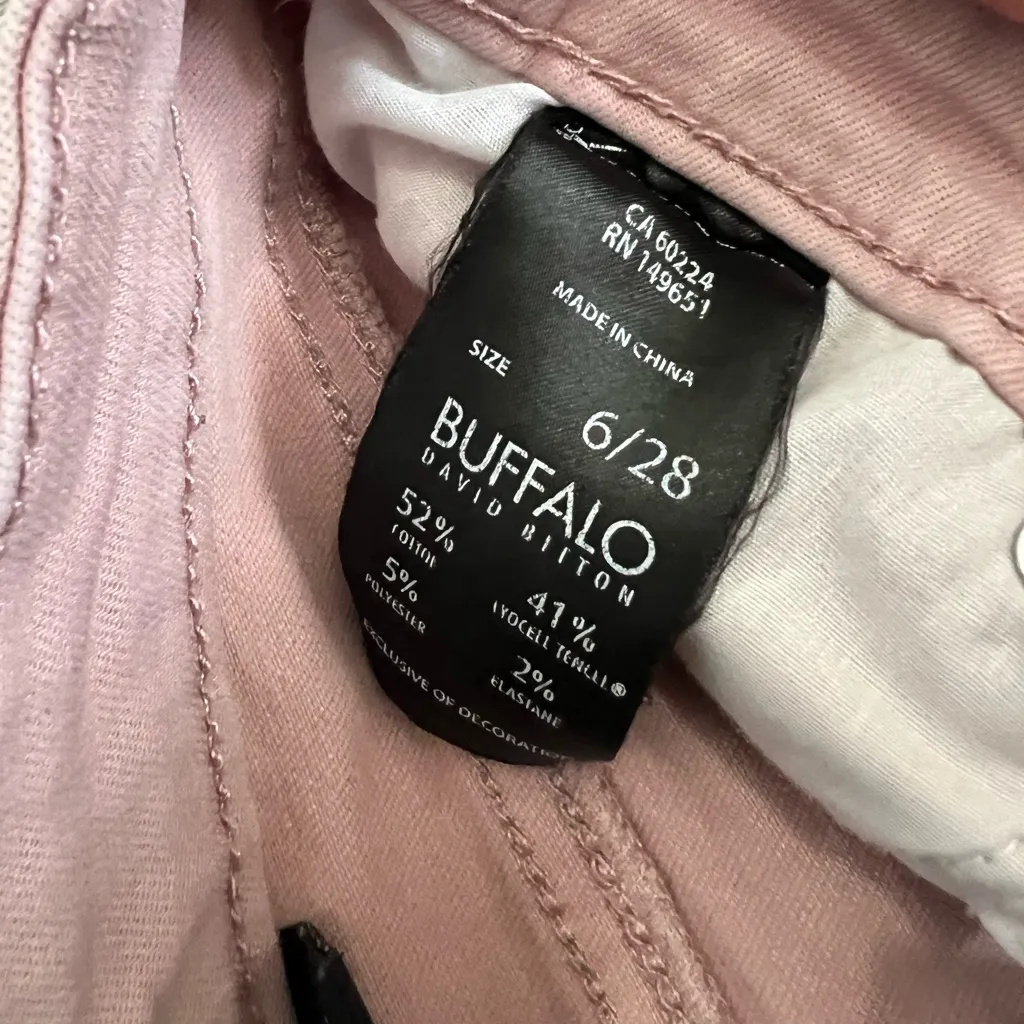 CA 60224
RN 149651
MADE IN CHINA
SIZE
6/28
BUFFALO
DAVID BITTON
52%
COTTON
41%
LYOCELL TENCEL®
5%
POLYESTER
2%
ELASTANE
EXCLUSIVE OF DECORATION